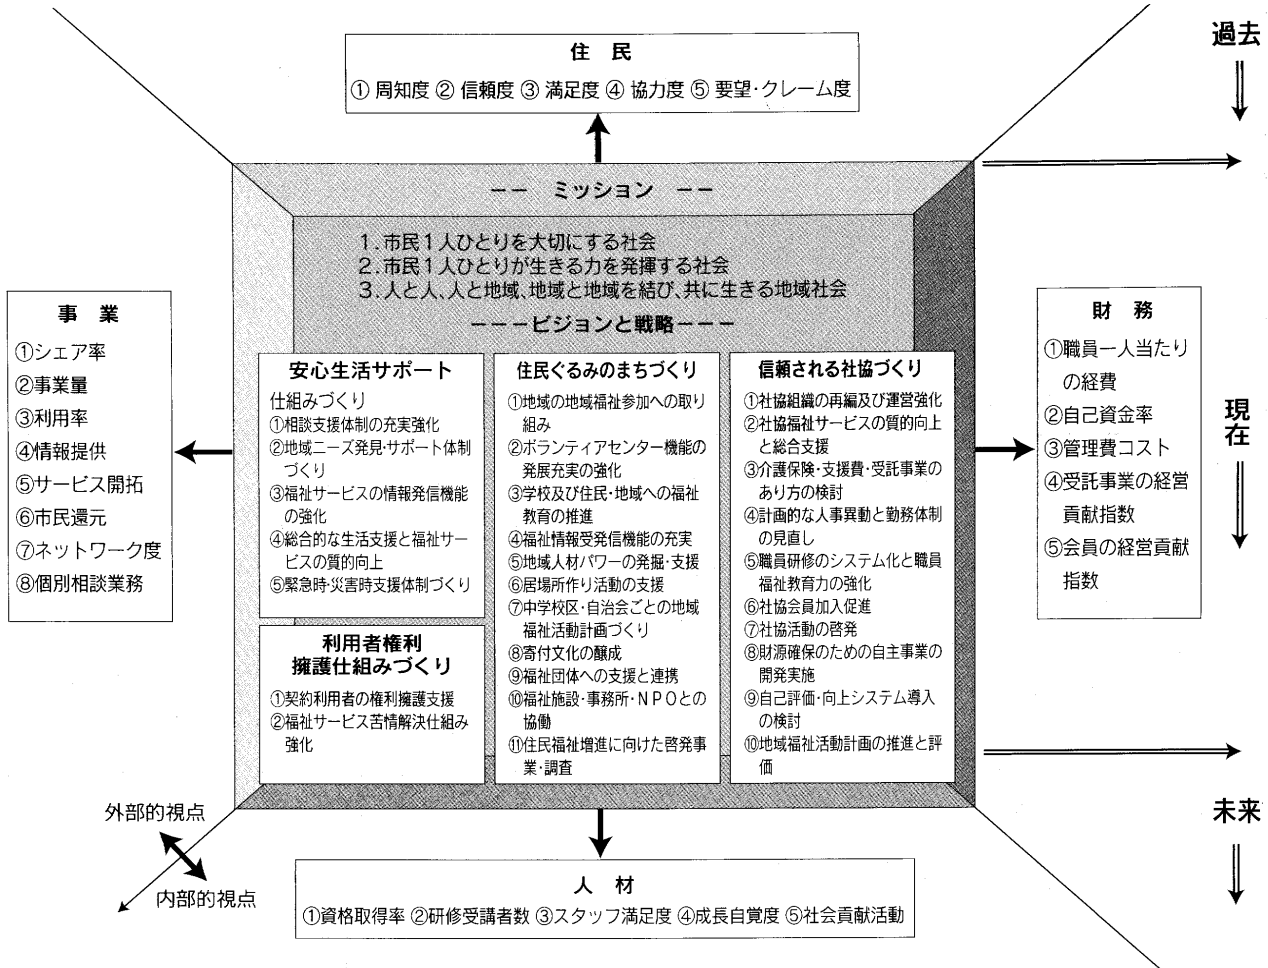 住 民
① 周知度 ② 信頼度 ③ 満足度 ④ 協力度 ⑤ 要望・クレーム度
過去
−− ミッション −−
1.市民1人ひとりを大切にする社会
2.市民1人ひとりが生きる力を発揮する社会
3.人と人、人と地域、地域と地域を結び、共に生きる地域社会
−−−ビジョンと戦略−−−
事 業
①シェア率
②事業量
③利用率
④情報提供
⑤サービス開拓
⑥市民還元
⑦ネットワーク度
⑧個別相談業務
安心生活サポート
仕組みづくり
①相談支援体制の充実強化
②地域ニーズ発見・サポート体制
づくり
③福祉サービスの情報発信機能
の強化
④総合的な生活支援と福祉サー
ビスの質的向上
⑤緊急時・災害時支援体制づくり
利用者権利
擁護仕組みづくり
①契約利用者の権利擁護支援
②福祉サービス苦情解決仕組み
強化
住民ぐるみのまちづくり
①地域の地域福祉参加への取り
組み
②ボランティアセンター機能の
発展充実の強化
③学校及び住民・地域への福祉
教育の推進
④福祉情報受発信機能の充実
⑤地域人材パワーの発掘・支援
⑥居場所作り活動の支援
⑦中学校区・自治会ごとの地域
福祉活動計画づくり
⑧寄付文化の醸成
⑨福祉団体への支援と連携
⑩福祉施設・事務所・NPOとの
協働
⑪住民福祉増進に向けた啓発事
業・調査
信頼される社協づくり
①社協組織の再編及び運営強化
②社協福祉サービスの質的向上
と総合支援
③介護保険・支援費・受託事業の
あり方の検討
④計画的な人事異動と勤務体制
の見直し
⑤職員研修のシステム化と職員
福祉教育力の強化
⑥社協会員加入促進
⑦社協活動の啓発
⑧財源確保のための自主事業の
開発実施
⑨自己評価・向上システム導入
の検討
⑩地域福祉活動計画の推進と評
価
財 務
①職員一人当たり
の経費
②自己資金率
③管理費コスト
④受託事業の経営
貢献指数
⑤会員の経営貢献
指数
現在
未来
外部的視点
内部的視点
人 材
①資格取得率 ②研修受講者数 ③スタッフ満足度 ④成長自覚度 ⑤社会貢献活動